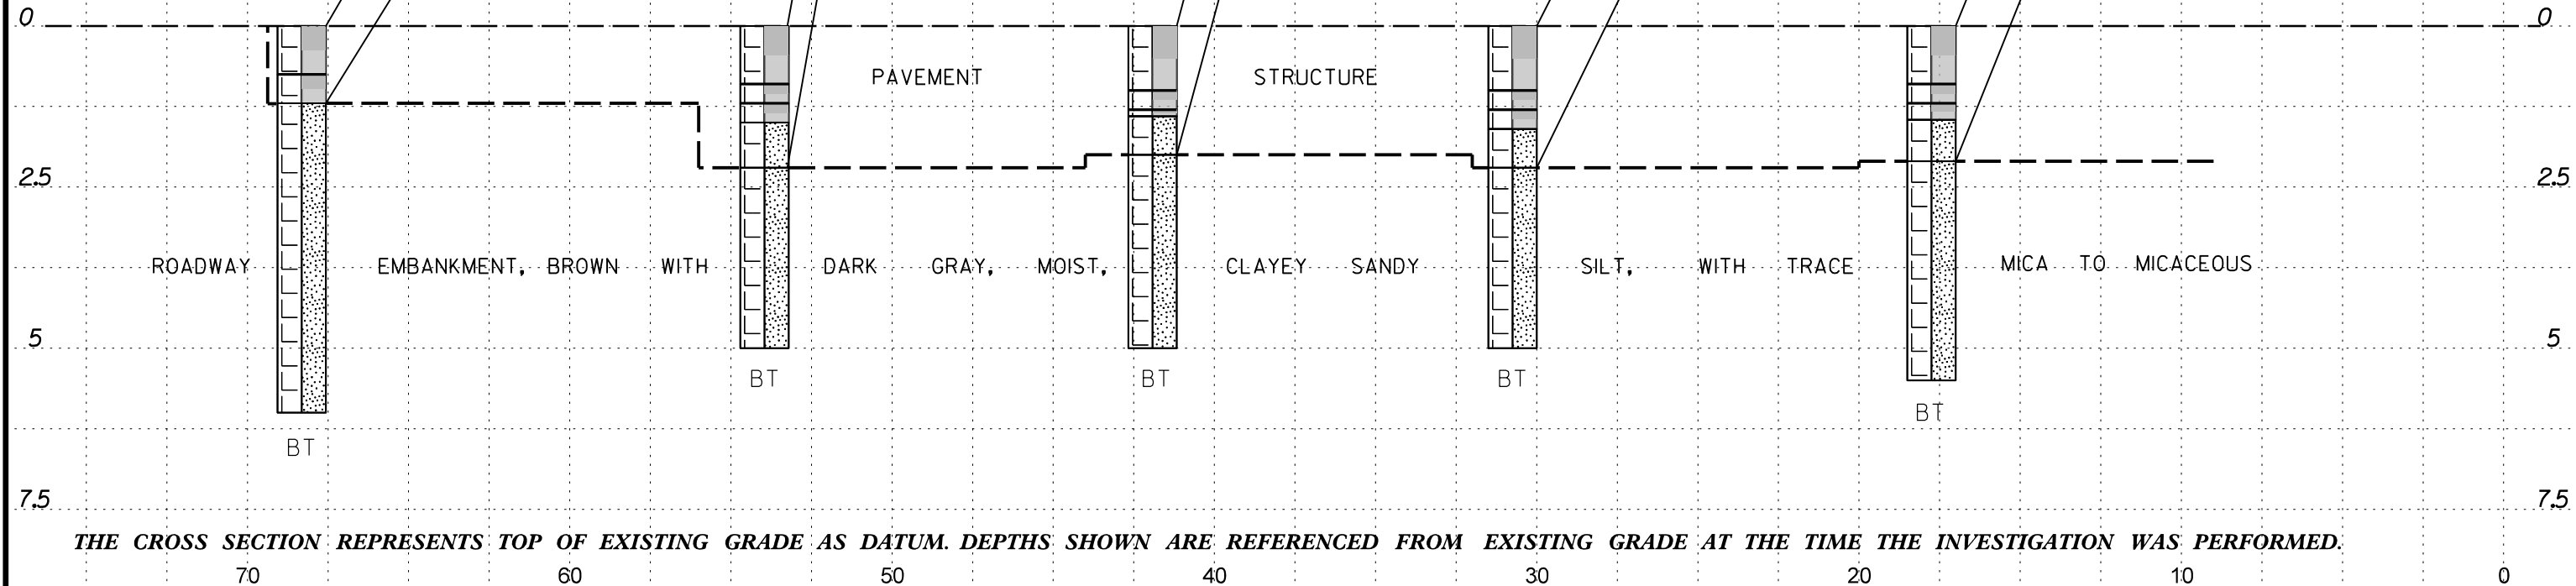 0 0
PAVEMENT STRUCTURE
2.5 2.5
ROADWAY EMBANKMENT, BROWN WITH DARK GRAY, MOIST, CLAYEY SANDY SILT, WITH TRACE MICA TO MICACEOUS
5 5
BT BT BT
BT
BT
7.5 7.5
THE CROSS SECTION REPRESENTS TOP OF EXISTING GRADE AS DATUM. DEPTHS SHOWN ARE REFERENCED FROM EXISTING GRADE AT THE TIME THE INVESTIGATION WAS PERFORMED.
70 60 50 40 30 20 10 0